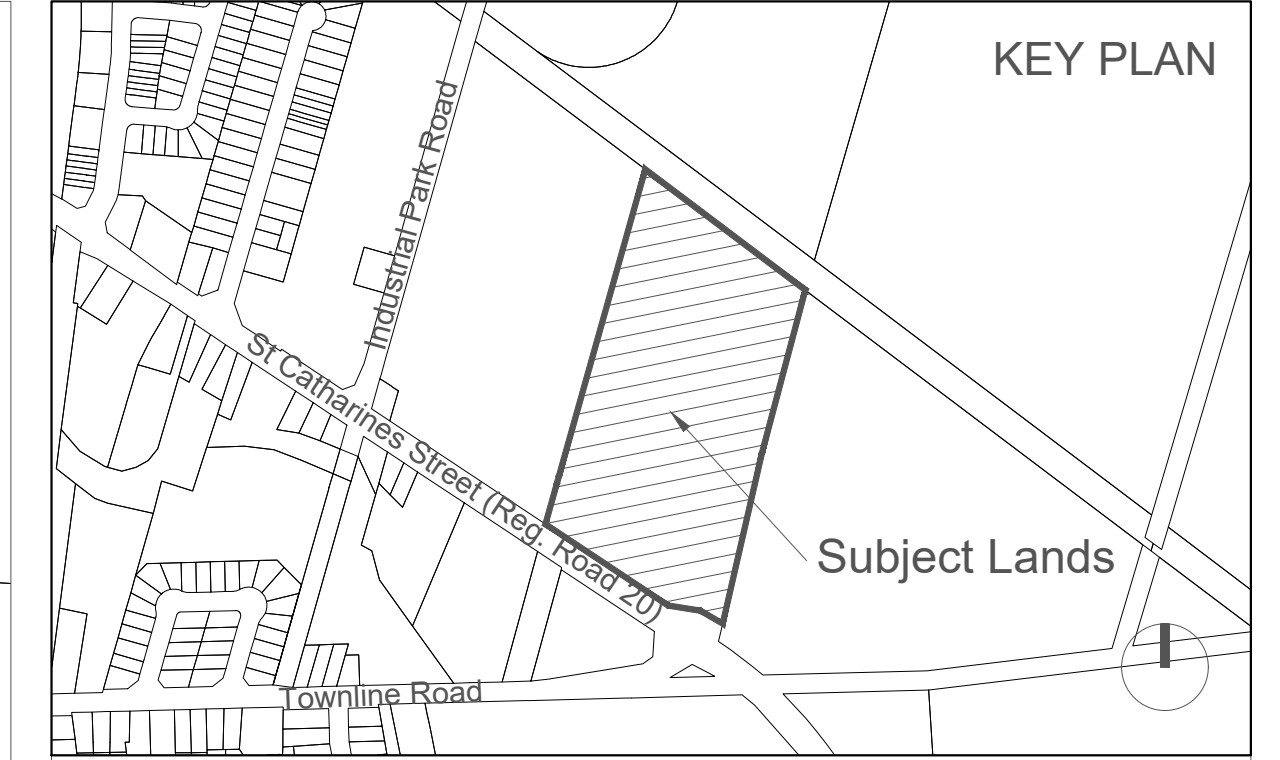 KEY PLAN
Industrial Park Road
St Catharines Street (Reg. Road 20)
Subject Lands
Townline Road